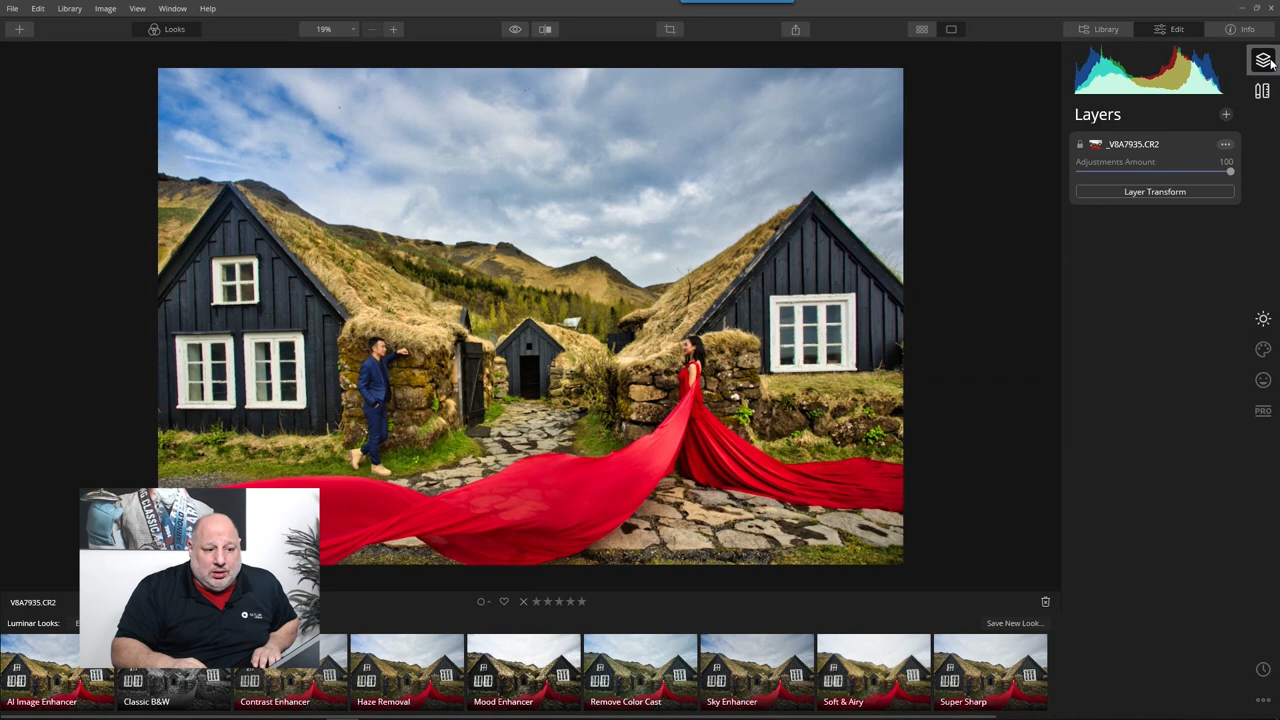 File Edit Library Image View Window Help
Looks 19% Library Edit Info
Layers
_V8A7935.CR2
Adjustments Amount 100
Layer Transform
PRO
V8A7935.CR2
Luminar Looks: Save New Look...
AI Image Enhancer Classic B&W Contrast Enhancer Haze Removal Mood Enhancer Remove Color Cast Sky Enhancer Soft & Airy Super Sharp